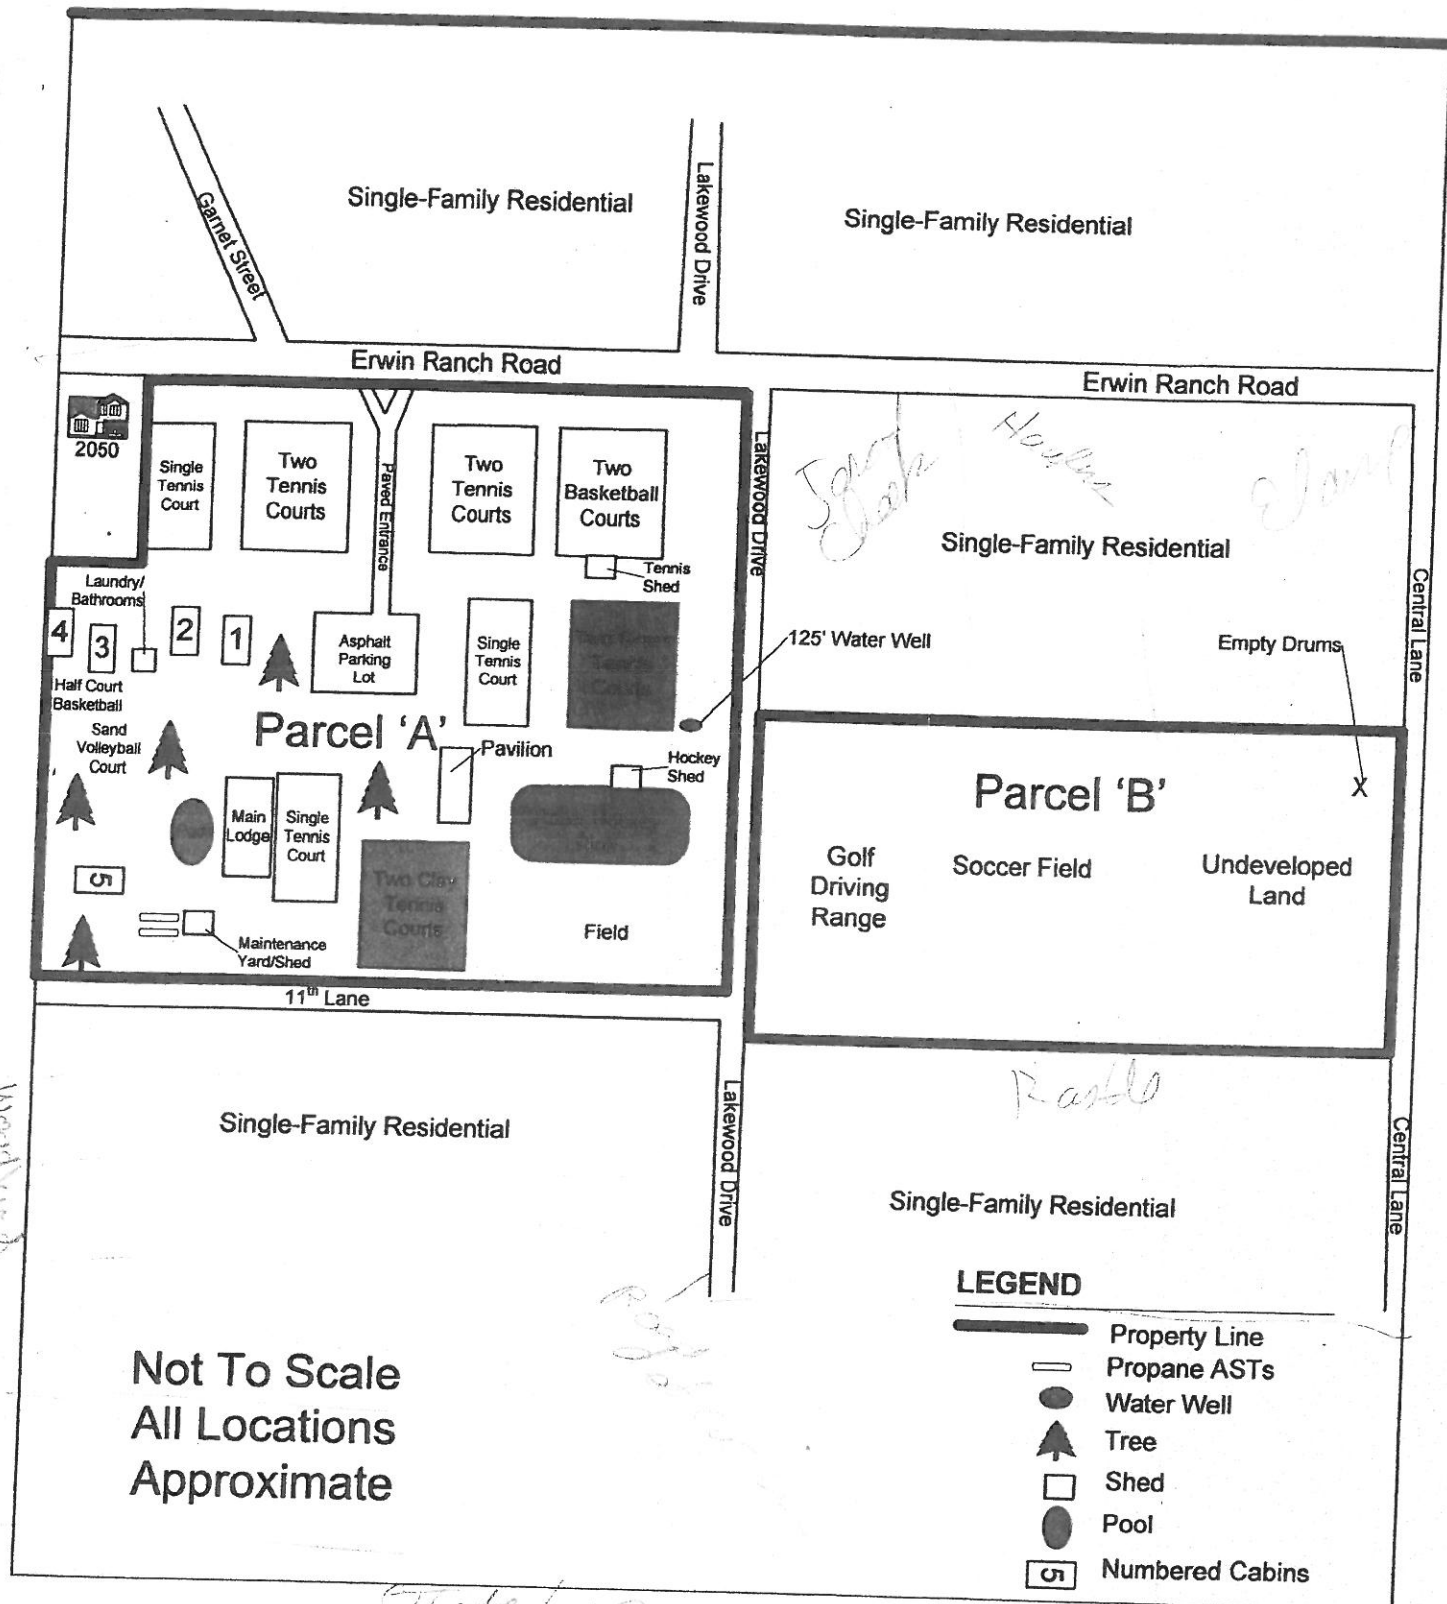 Garnet Street
Single-Family Residential
Lakewood Drive
Single-Family Residential
Erwin Ranch Road
Erwin Ranch Road
2050
Single
Tennis
Court
Two
Tennis
Courts
Paved Entrance
Two
Tennis
Courts
Two
Basketball
Courts
Tennis
Shed
Lakewood Drive
Single-Family Residential
Central Lane
Laundry/
Bathrooms
4
3
2
1
Asphalt
Parking
Lot
Single
Tennis
Court
Tennis
Courts
125' Water Well
Empty Drums
Half Court
Basketball
Sand
Volleyball
Court
Parcel 'A'
Pavilion
Hockey
Shed
Parcel 'B'
X
Main
Lodge
Single
Tennis
Court
Two Clay
Tennis
Courts
Golf
Driving
Range
Soccer Field
Undeveloped
Land
5
Maintenance
Yard/Shed
Field
11th Lane
Single-Family Residential
Lakewood Drive
Central Lane
Single-Family Residential
LEGEND
Property Line
Propane ASTs
Water Well
Tree
Shed
Pool
5 Numbered Cabins
Not To Scale
All Locations
Approximate